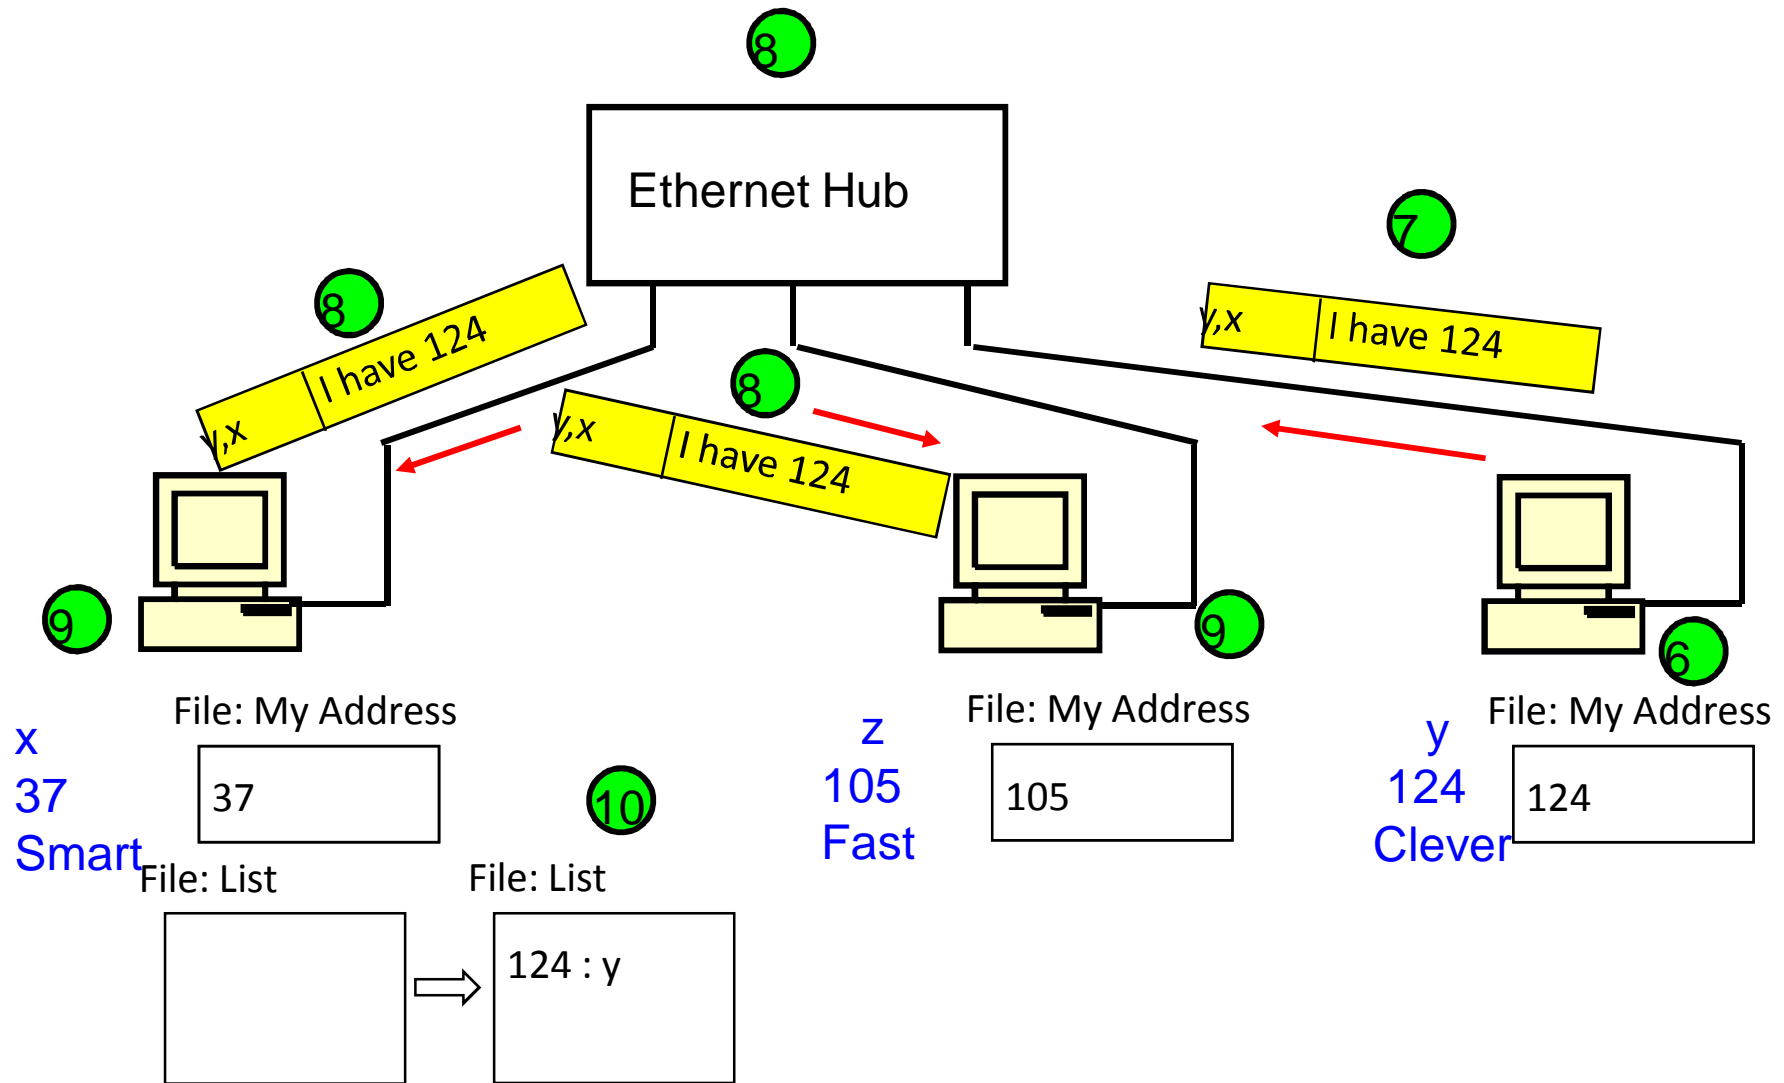 8
Ethernet Hub
7
y,x I have 124
8
y,x I have 124
8
y,x I have 124
9
9
6
File: My Address
File: My Address
File: My Address
x
37
Smart
37
10
z
105
Fast
105
y
124
Clever
124
File: List
File: List
124 : y